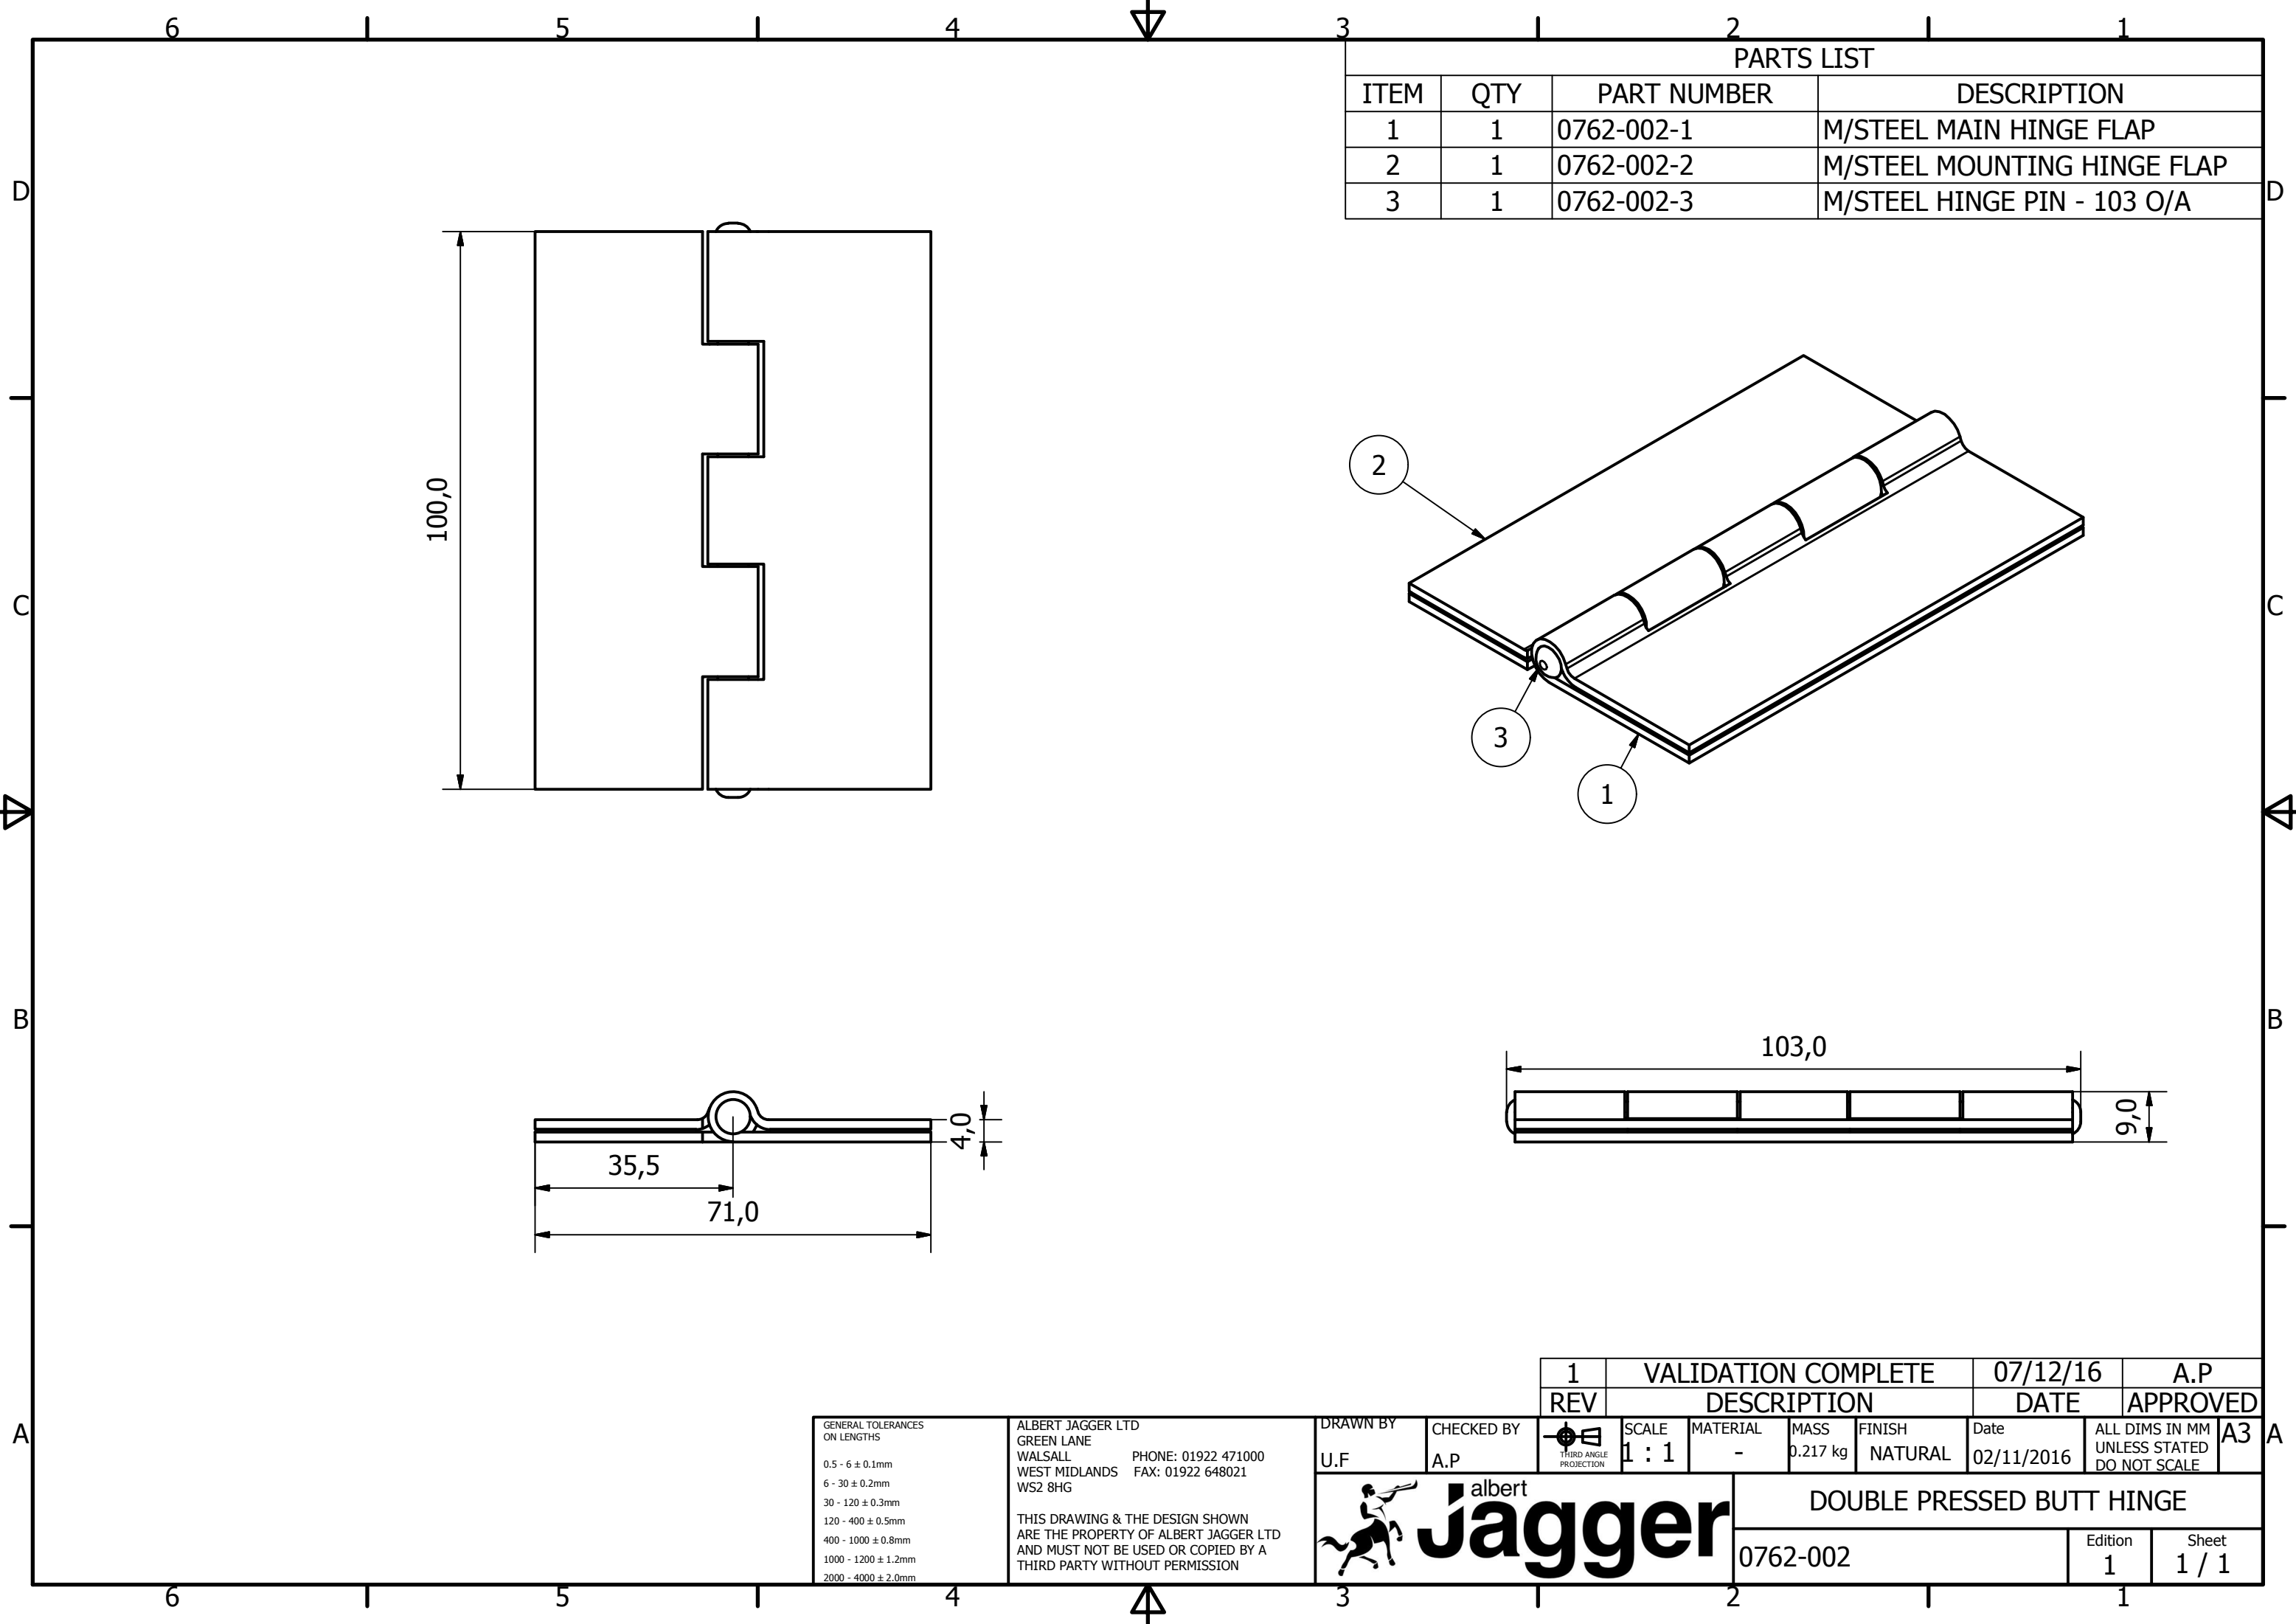 6 5 4 3 2 1
PARTS LIST
ITEM QTY PART NUMBER DESCRIPTION
1 1 0762-002-1 M/STEEL MAIN HINGE FLAP
2 1 0762-002-2 M/STEEL MOUNTING HINGE FLAP
3 1 0762-002-3 M/STEEL HINGE PIN - 103 O/A
D D
100,0
2
3
1
C C
B B
103,0
9,0
4,0
35,5
71,0
1 VALIDATION COMPLETE 07/12/16 A.P
REV DESCRIPTION DATE APPROVED
A A
GENERAL TOLERANCES
ON LENGTHS
0.5 - 6 ± 0.1mm
6 - 30 ± 0.2mm
30 - 120 ± 0.3mm
120 - 400 ± 0.5mm
400 - 1000 ± 0.8mm
1000 - 1200 ± 1.2mm
2000 - 4000 ± 2.0mm
ALBERT JAGGER LTD
GREEN LANE
WALSALL PHONE: 01922 471000
WEST MIDLANDS FAX: 01922 648021
WS2 8HG
THIS DRAWING & THE DESIGN SHOWN
ARE THE PROPERTY OF ALBERT JAGGER LTD
AND MUST NOT BE USED OR COPIED BY A
THIRD PARTY WITHOUT PERMISSION
DRAWN BY
U.F
CHECKED BY
A.P
THIRD ANGLE
PROJECTION
SCALE
1 : 1
MATERIAL
-
MASS
0.217 kg
FINISH
NATURAL
Date
02/11/2016
ALL DIMS IN MM
UNLESS STATED
DO NOT SCALE
A3
albert
Jagger
DOUBLE PRESSED BUTT HINGE
0762-002
Edition
1
Sheet
1 / 1
6 5 4 3 2 1